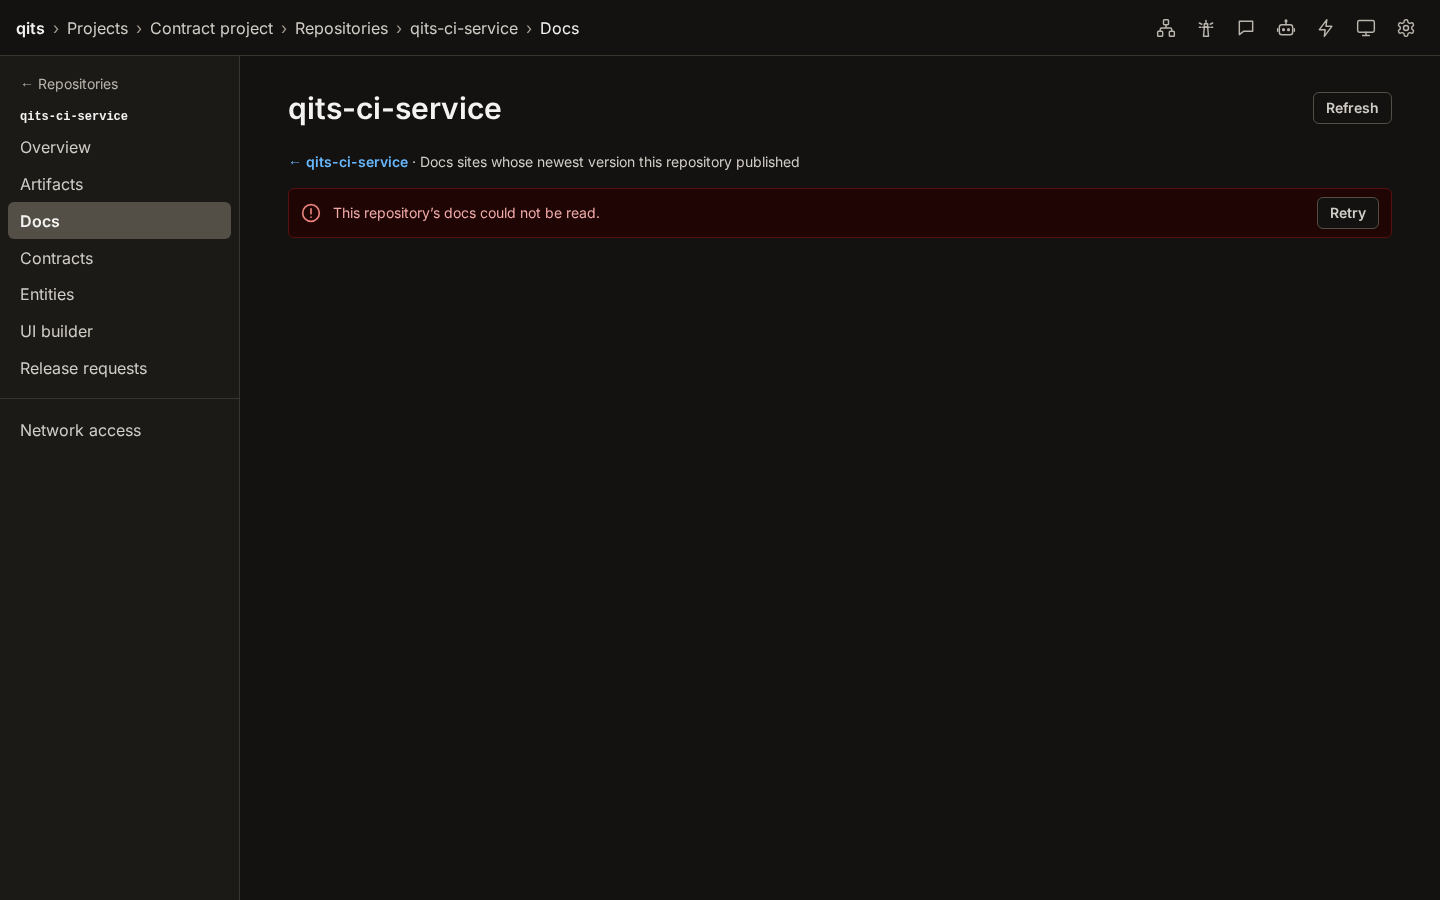 qits › Projects › Contract project › Repositories › qits-ci-service › Docs
← Repositories
qits-ci-service
Overview
Artifacts
Docs
Contracts
Entities
UI builder
Release requests
Network access
qits-ci-service
Refresh
← qits-ci-service · Docs sites whose newest version this repository published
This repository’s docs could not be read.
Retry